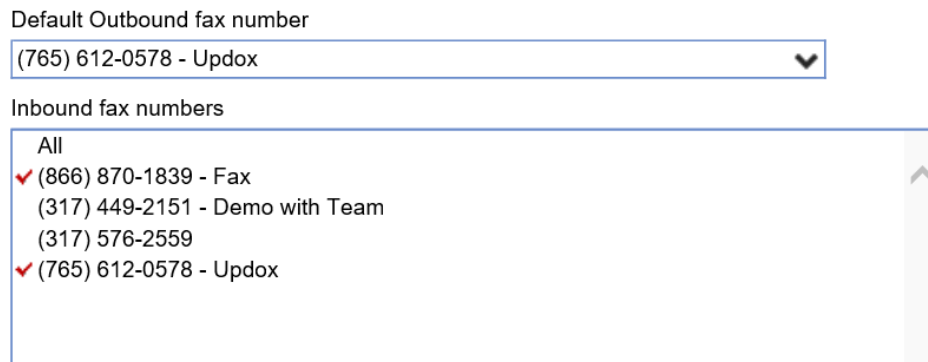 Default Outbound fax number
(765) 612-0578 - Updox
Inbound fax numbers
All
(866) 870-1839 - Fax
(317) 449-2151 - Demo with Team
(317) 576-2559
(765) 612-0578 - Updox